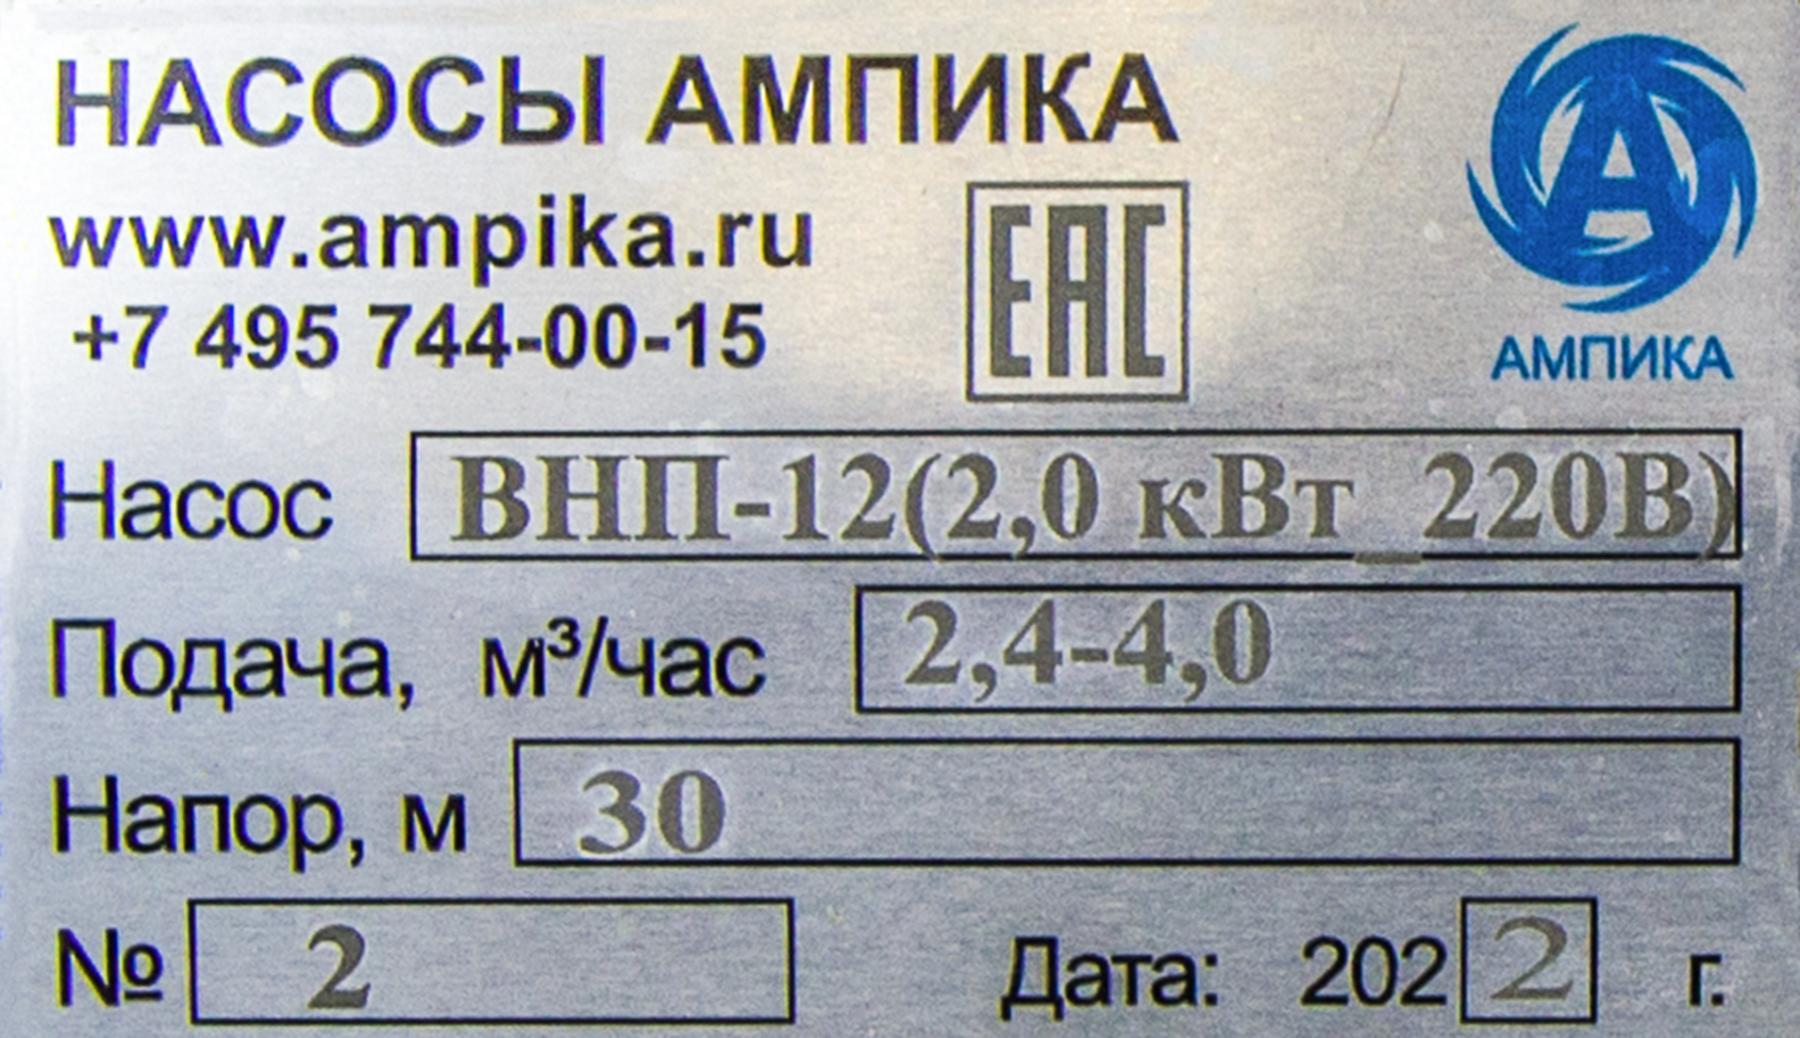 НАСОСЫ АМПИКА
www.ampika.ru
+7 495 744-00-15
EAC
АМПИКА
Насос ВНП-12(2,0 кВт_220В)
Подача, м³/час 2,4-4,0
Напор, м 30
№ 2 Дата: 2022 г.